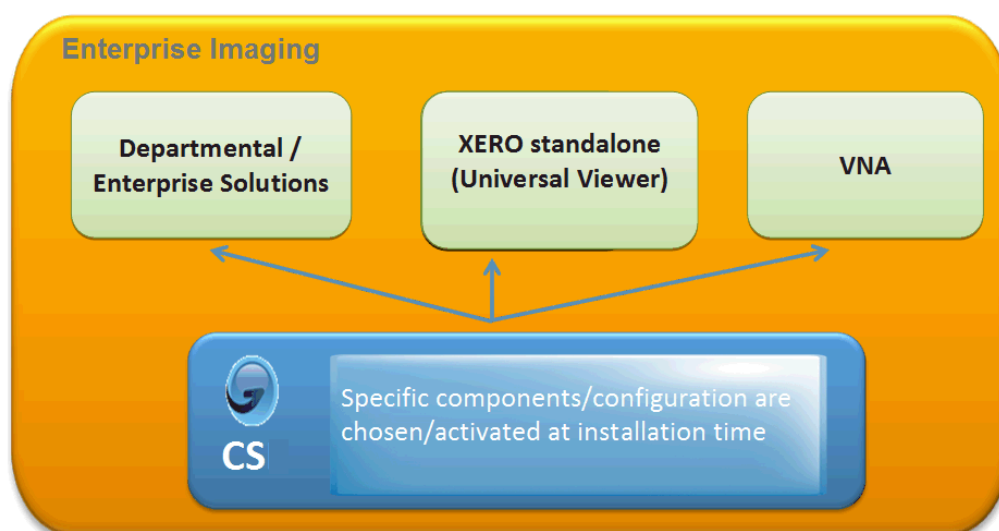 Enterprise Imaging
Departmental /
Enterprise Solutions
XERO standalone
(Universal Viewer)
VNA
Specific components/configuration are
chosen/activated at installation time
CS